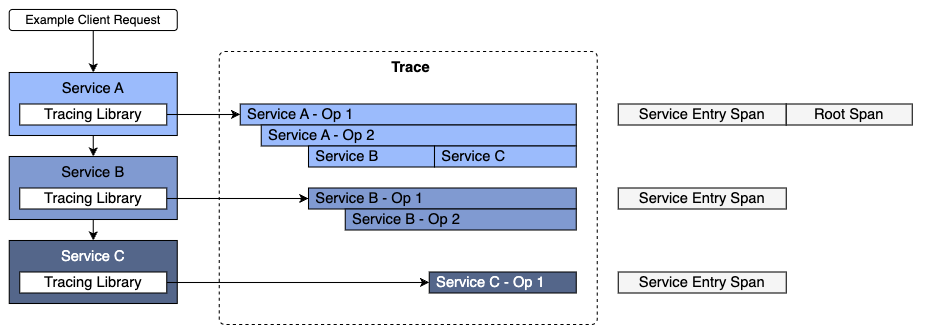 Example Client Request
Trace
Service A
Tracing Library
Service A - Op 1
Service Entry Span
Root Span
Service A - Op 2
Service B
Service C
Service B
Tracing Library
Service B - Op 1
Service Entry Span
Service B - Op 2
Service C
Tracing Library
Service C - Op 1
Service Entry Span